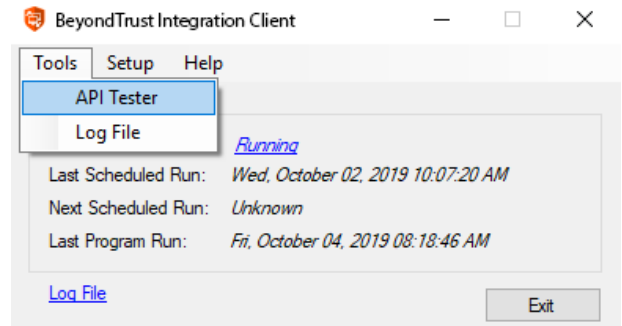 BeyondTrust Integration Client
Tools Setup Help
API Tester
Log File
Running
Last Scheduled Run: Wed, October 02, 2019 10:07:20 AM
Next Scheduled Run: Unknown
Last Program Run: Fri, October 04, 2019 08:18:46 AM
Log File
Exit